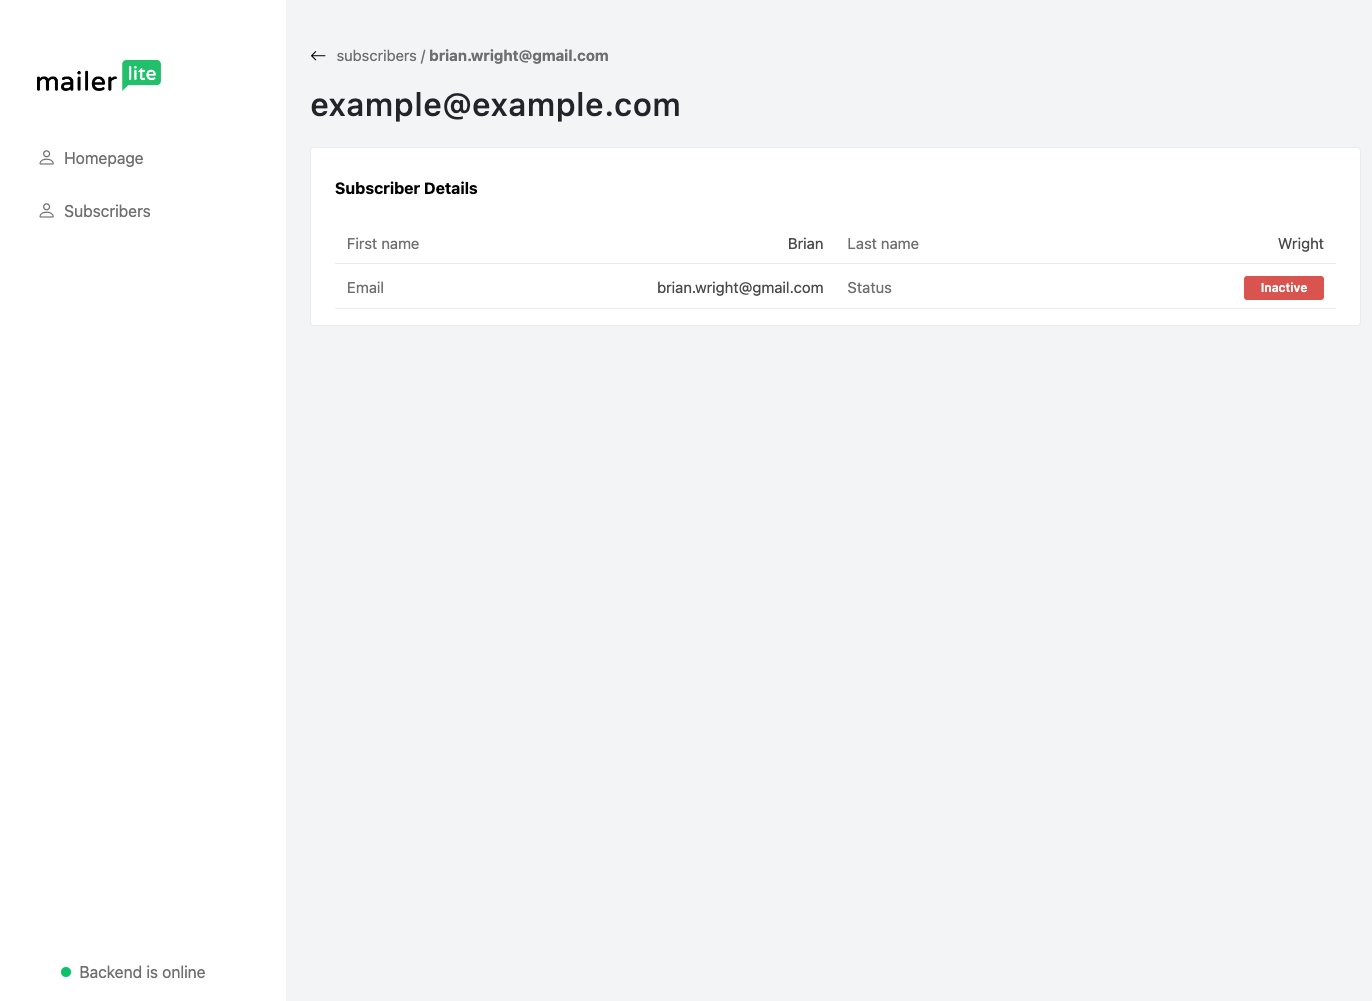 mailer lite
Homepage
Subscribers
Backend is online
subscribers / brian.wright@gmail.com
example@example.com
Subscriber Details
First name Brian Last name Wright
Email brian.wright@gmail.com Status Inactive